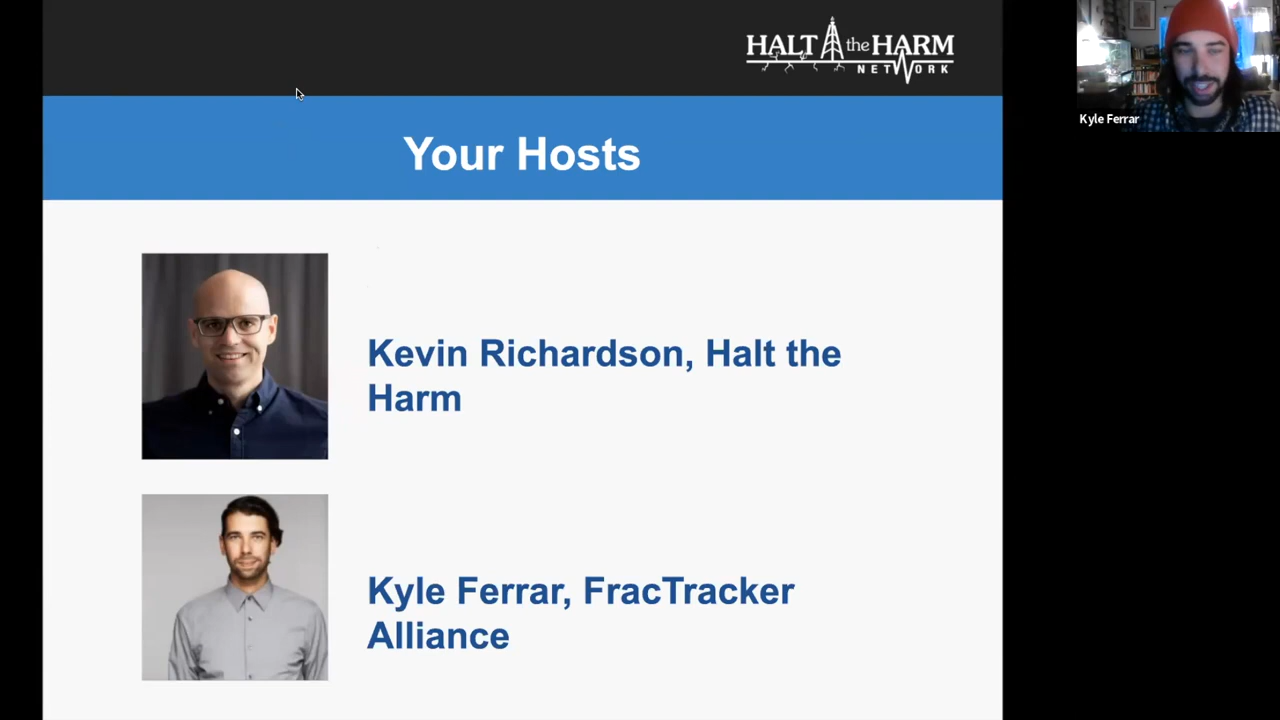 HALT the HARM
NETWORK
Kyle Ferrar
Your Hosts
Kevin Richardson, Halt the
Harm
Kyle Ferrar, FracTracker
Alliance